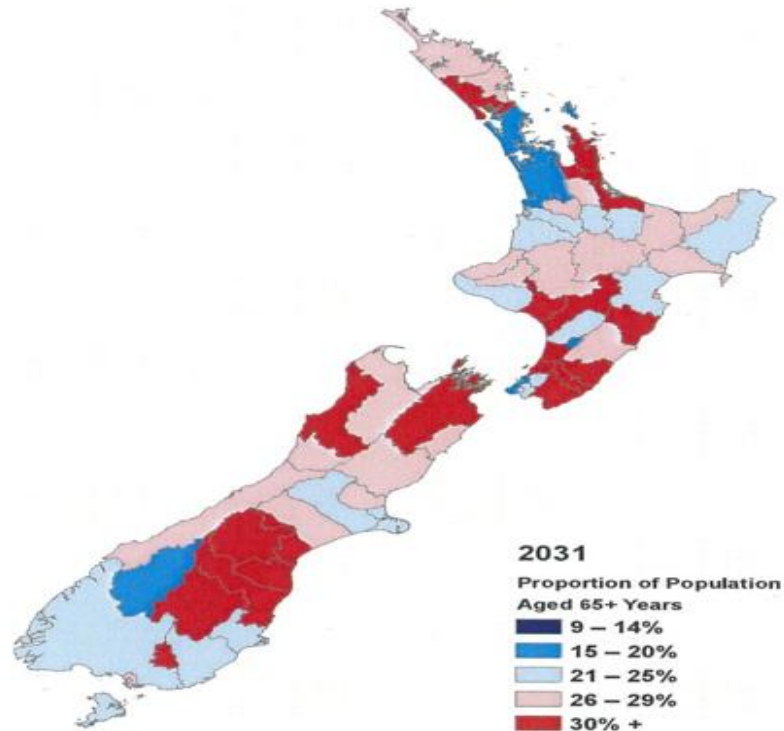 2031
Proportion of Population
Aged 65+ Years
9 – 14%
15 – 20%
21 – 25%
26 – 29%
30% +